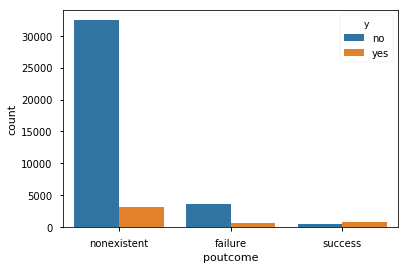 y
no
yes
30000
25000
20000
15000
10000
5000
0
count
nonexistent
failure
success
poutcome